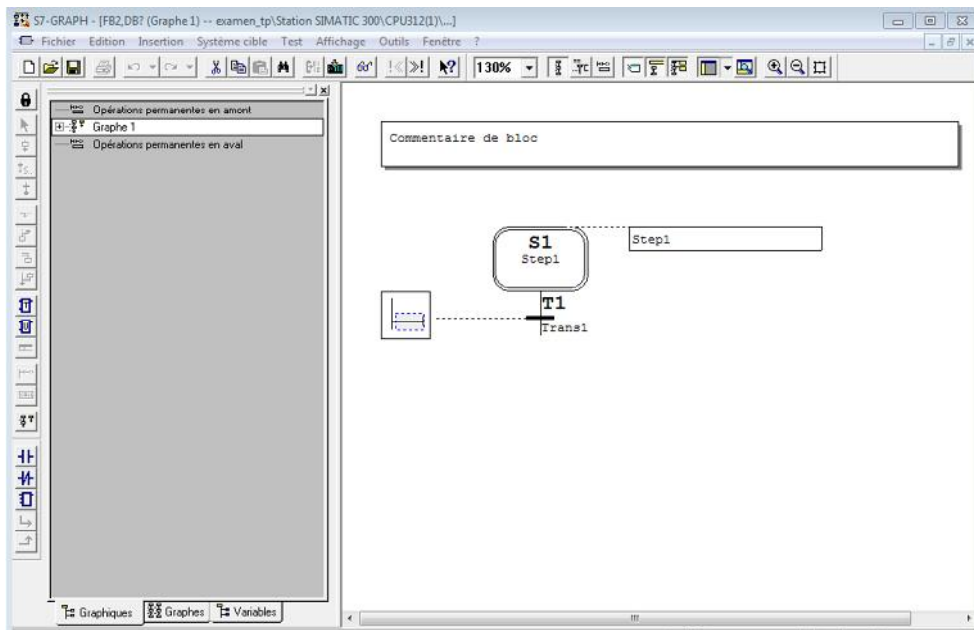 S7-GRAPH - [FB2,DB? (Graphe 1) -- examen_tp\Station SIMATIC 300\CPU312(1)\...]
Fichier Edition Insertion Système cible Test Affichage Outils Fenêtre ?
130%
Opérations permanentes en amont
Graphe 1
Opérations permanentes en aval
Commentaire de bloc
S1
Step1
Step1
T1
Trans1
Graphiques Graphes Variables